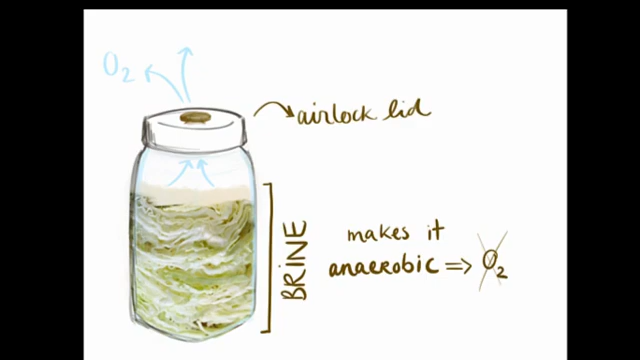 O2
airlock lid
BRINE
makes it
anaerobic ⇒ O2